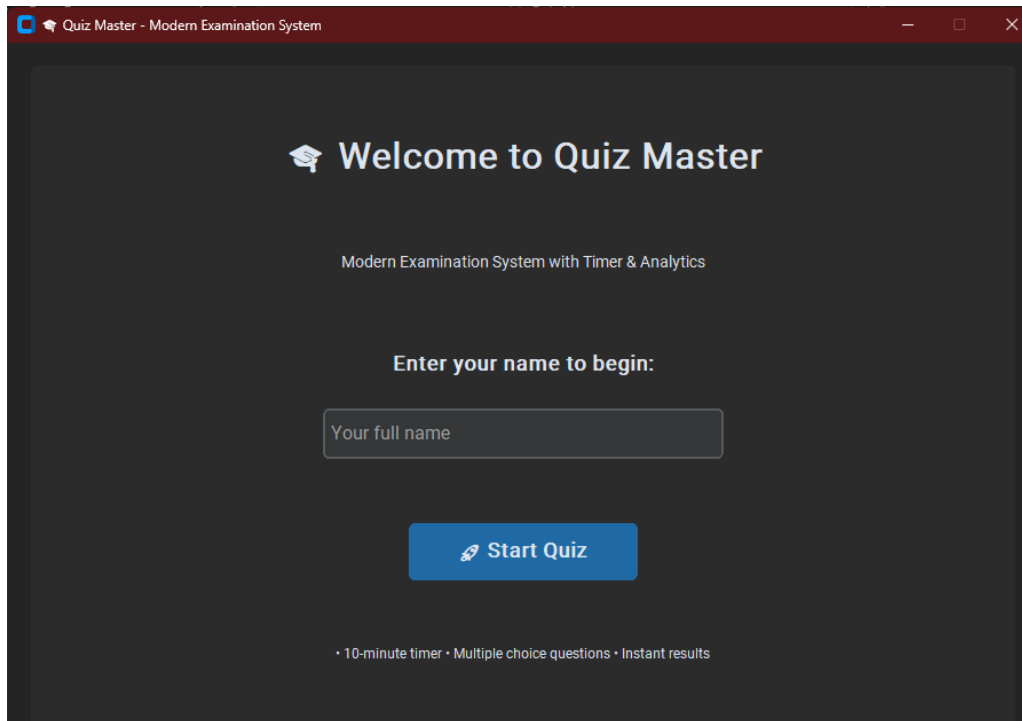 🎓 Quiz Master - Modern Examination System
🎓 Welcome to Quiz Master
Modern Examination System with Timer & Analytics
Enter your name to begin:
Your full name
🚀 Start Quiz
• 10-minute timer • Multiple choice questions • Instant results